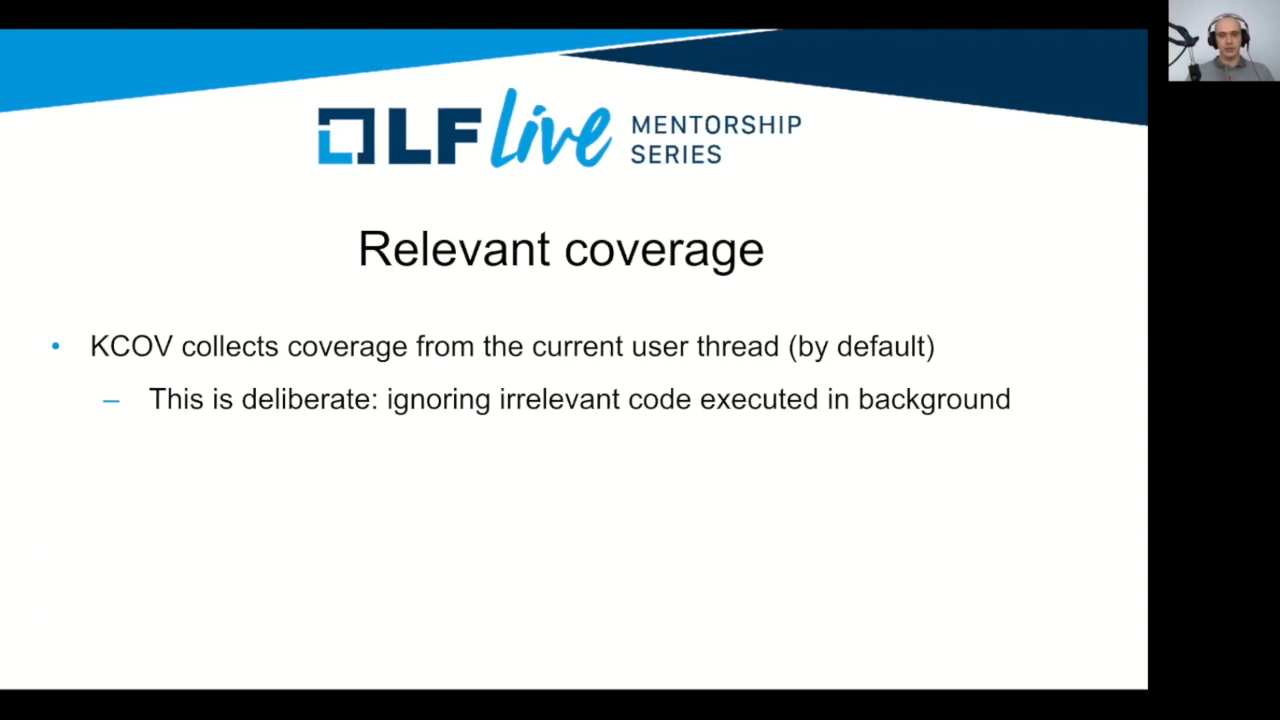 LF Live MENTORSHIP
SERIES
Relevant coverage
• KCOV collects coverage from the current user thread (by default)
– This is deliberate: ignoring irrelevant code executed in background